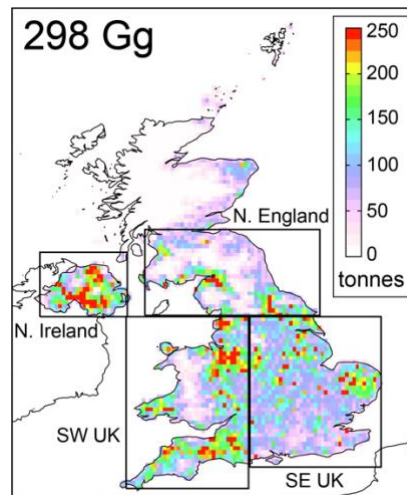 298 Gg
250
200
150
100
50
0
tonnes
N. England
N. Ireland
SW UK
SE UK